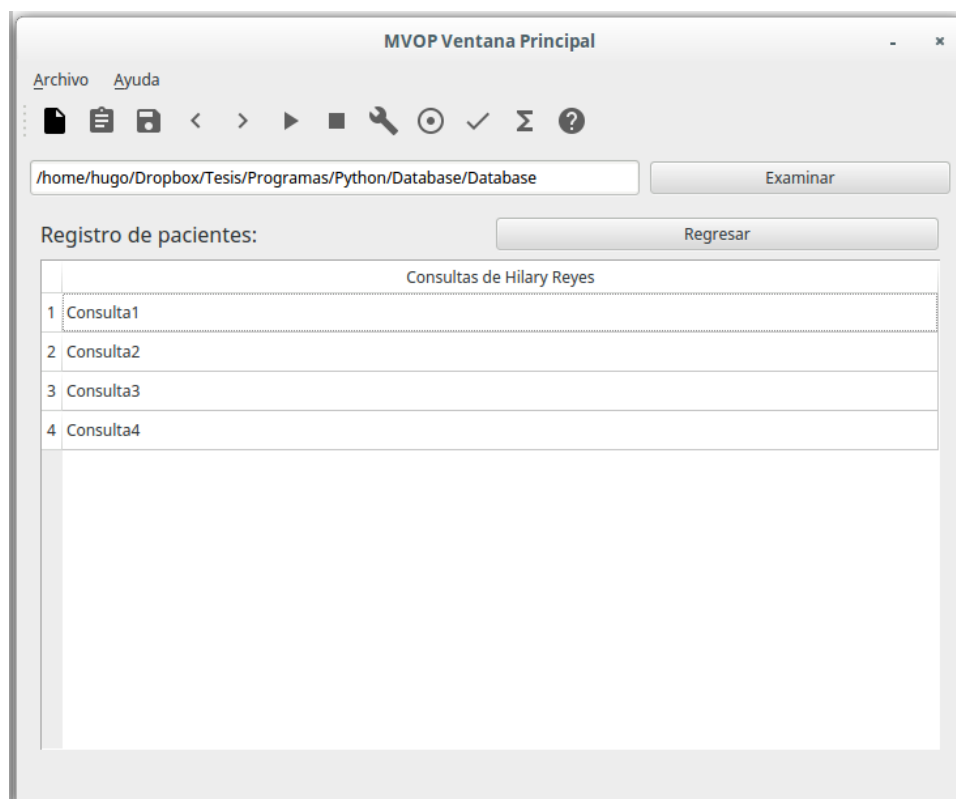 MVOP Ventana Principal
Archivo Ayuda
/home/hugo/Dropbox/Tesis/Programas/Python/Database/Database Examinar
Registro de pacientes: Regresar
Consultas de Hilary Reyes
1 Consulta1
2 Consulta2
3 Consulta3
4 Consulta4